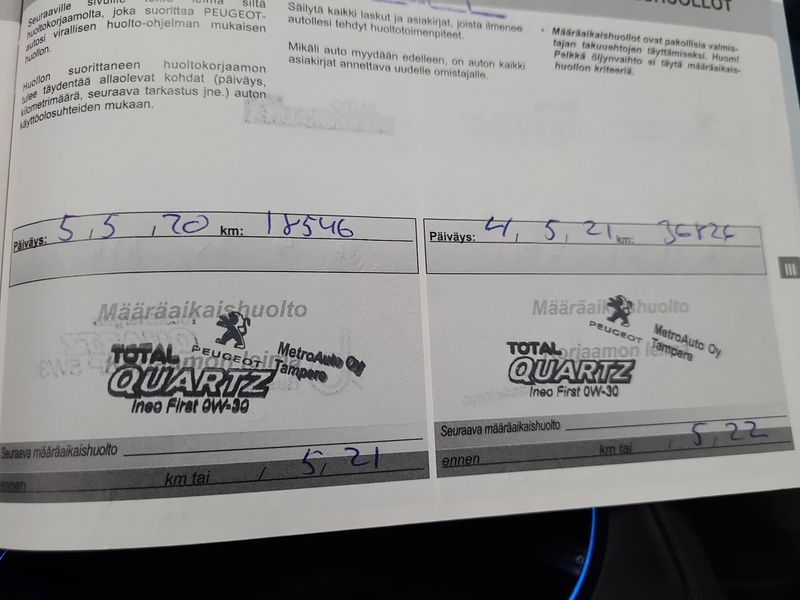 HUOLLOT
Seuraaville sivuille
siltä
huoltokorjaamolta, joka suorittaa PEUGEOT-
autosi virallisen huolto-ohjelman mukaisen
huollon.
Huollon suorittaneen huoltokorjaamon
tulee täydentää allaolevat kohdat (päiväys,
kilometrimäärä, seuraava tarkastus jne.) auton
käyttöolosuhteiden mukaan.
Säilytä kaikki laskut ja asiakirjat, joista ilmenee
autollesi tehdyt huoltotoimenpiteet.
Mikäli auto myydään edelleen, on auton kaikki
asiakirjat annettava uudelle omistajalle.
• Määräaikaishuollot ovat pakollisia valmis-
tajan takuuehtojen täyttämiseksi. Huom!
Pelkkä öljynvaihto ei täytä määräaikais-
huollon kriteeriä.
Päiväys: 5, 5, 20 km: 18546
Määräaikaishuolto
PEUGEOT
MetroAuto Oy
Tampere
TOTAL
QUARTZ
Ineo First 0W-30
Seuraava määräaikaishuolto
ennen km tai / 5, 21
Päiväys: 4, 5, 21 km: 36826
Määräaikaishuolto
PEUGEOT
MetroAuto Oy
Tampere
TOTAL
QUARTZ
Ineo First 0W-30
Seuraava määräaikaishuolto
ennen km tai / 5, 22
III